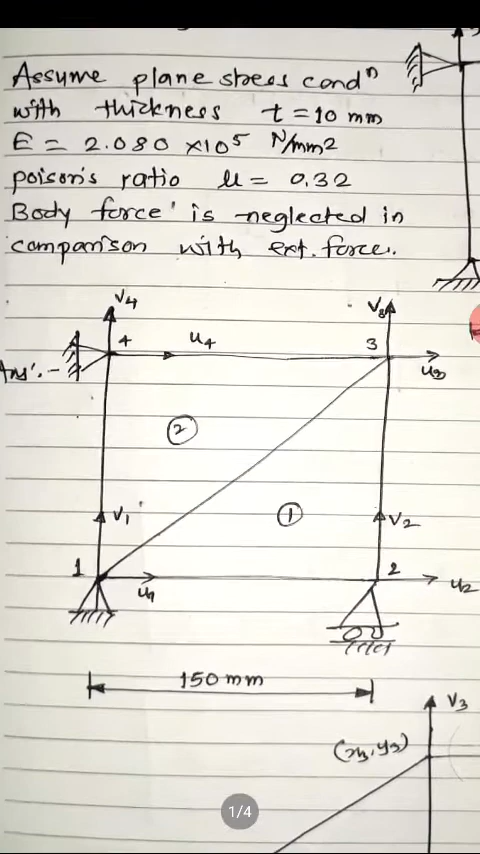 Assume plane stress condⁿ
with thickness t = 10 mm
E = 2.080 ×10⁵ N/mm2
poison's ratio μ = 0.32
Body force' is neglected in
comparison with ext. force.
V4
4
u4
V3
3
u3
Ans'. -
2
V1
1
V2
1
u1
2
u2
150 mm
V3
(x3, y3)
1/4